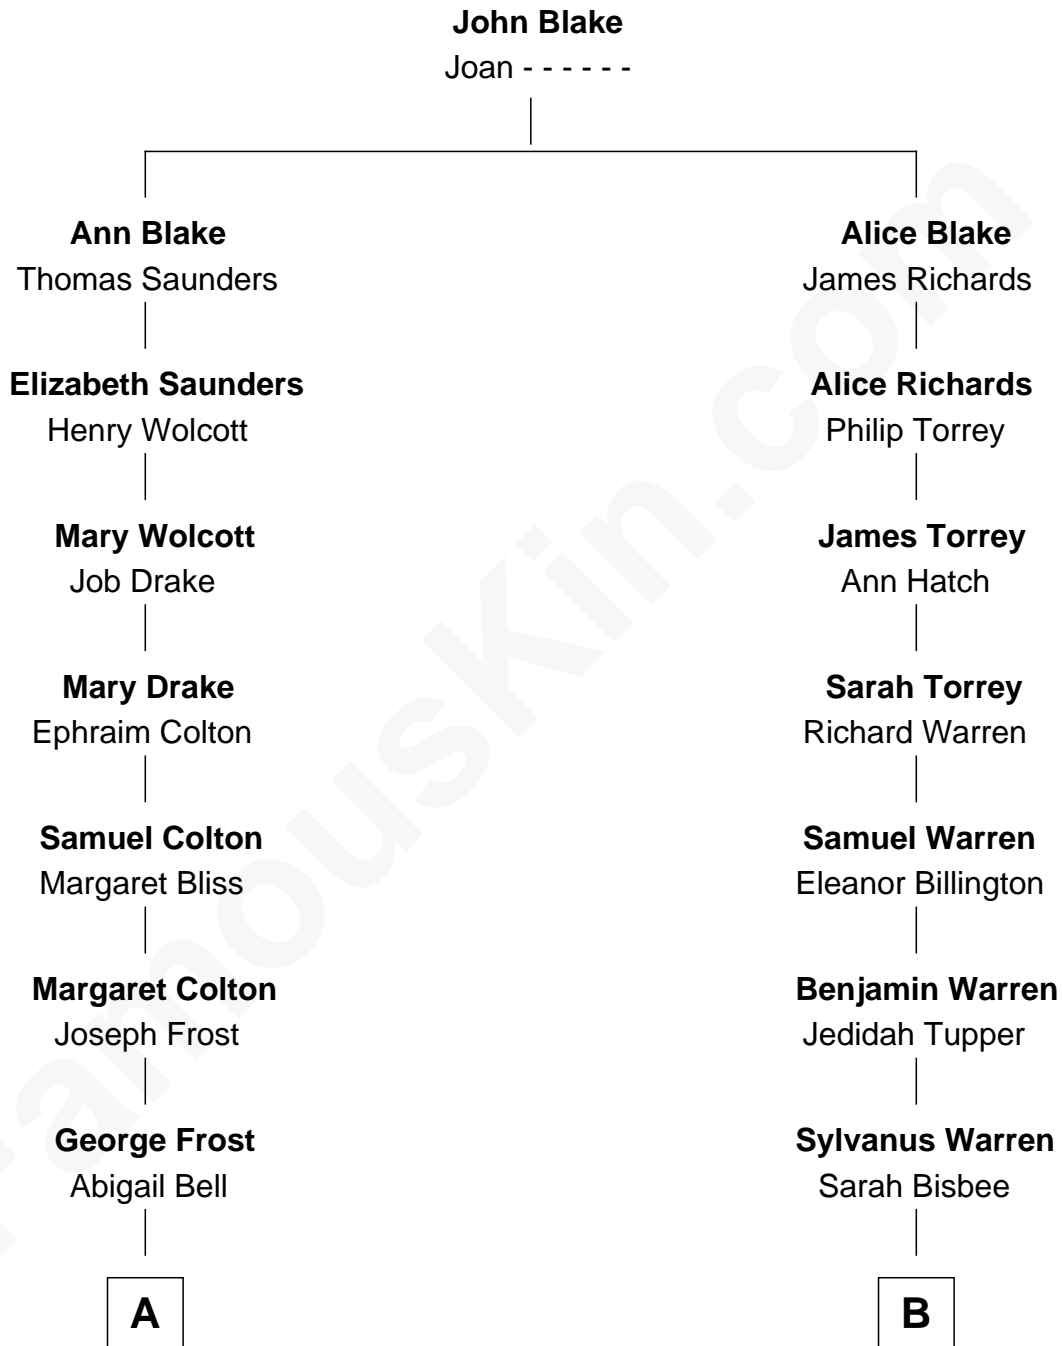 John Blake
Joan - - - - - -
Ann Blake
Thomas Saunders
Elizabeth Saunders
Henry Wolcott
Mary Wolcott
Job Drake
Mary Drake
Ephraim Colton
Samuel Colton
Margaret Bliss
Margaret Colton
Joseph Frost
George Frost
Abigail Bell
A
Alice Blake
James Richards
Alice Richards
Philip Torrey
James Torrey
Ann Hatch
Sarah Torrey
Richard Warren
Samuel Warren
Eleanor Billington
Benjamin Warren
Jedidah Tupper
Sylvanus Warren
Sarah Bisbee
B
FamousKin.com